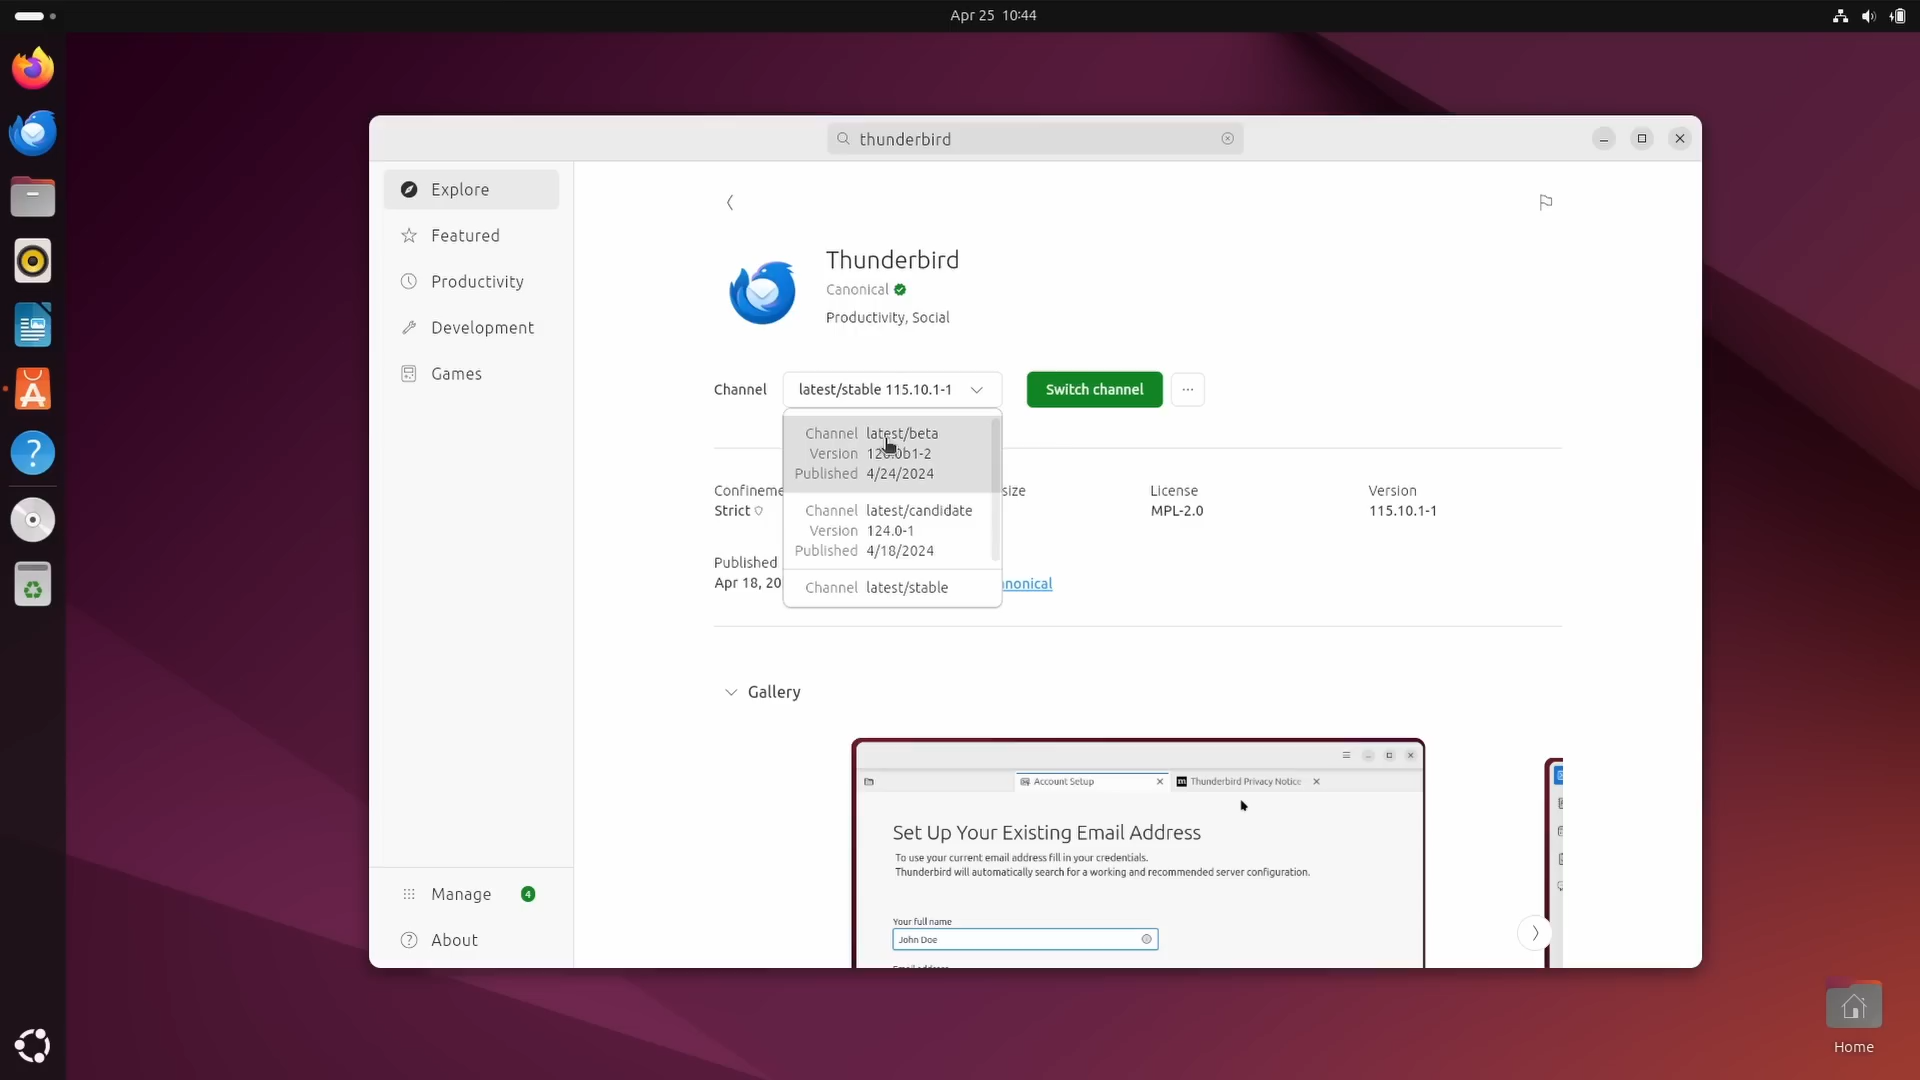 Apr 25 10:44
thunderbird
Explore
Featured
Productivity
Development
Games
Manage 4
About
Thunderbird
Canonical
Productivity, Social
Channel latest/stable 115.10.1-1 Switch channel ...
Channel latest/beta
Version
Published 4/24/2024
Channel latest/candidate
Version 124.0-1
Published 4/18/2024
Channel latest/stable
size
License
Version
Strict
MPL-2.0
115.10.1-1
Published
Apr 18,
Gallery
Account Setup
Thunderbird Privacy Notice
Set Up Your Existing Email Address
To use your current email address fill in your credentials.
Thunderbird will automatically search for a working and recommended server configuration.
Your full name
John Doe
Home